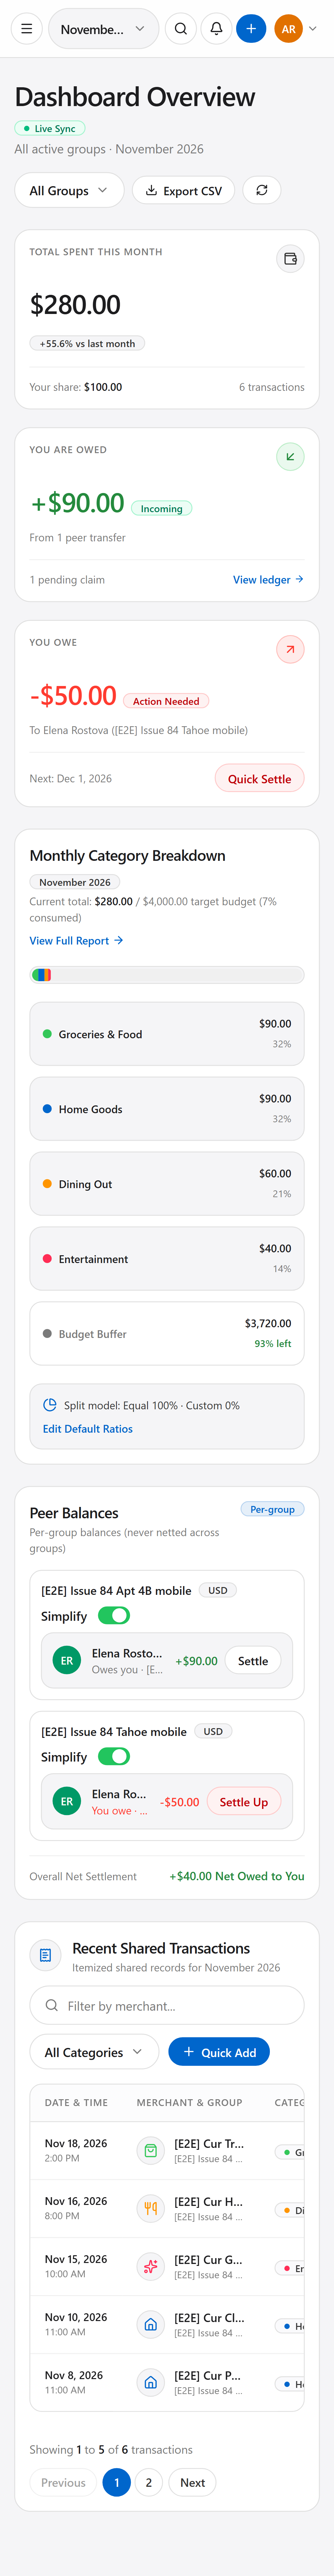 Novembe...
AR
Dashboard Overview
Live Sync
All active groups · November 2026
All Groups
Export CSV
TOTAL SPENT THIS MONTH
$280.00
+55.6% vs last month
Your share: $100.00
6 transactions
YOU ARE OWED
+$90.00
Incoming
From 1 peer transfer
1 pending claim
View ledger
YOU OWE
-$50.00
Action Needed
To Elena Rostova ([E2E] Issue 84 Tahoe mobile)
Next: Dec 1, 2026
Quick Settle
Monthly Category Breakdown
November 2026
Current total: $280.00 / $4,000.00 target budget (7%
consumed)
View Full Report
Groceries & Food
$90.00
32%
Home Goods
$90.00
32%
Dining Out
$60.00
21%
Entertainment
$40.00
14%
Budget Buffer
$3,720.00
93% left
Split model: Equal 100% · Custom 0%
Edit Default Ratios
Peer Balances
Per-group
Per-group balances (never netted across
groups)
[E2E] Issue 84 Apt 4B mobile
USD
Simplify
ER
Elena Rosto...
Owes you · [E...
+$90.00
Settle
[E2E] Issue 84 Tahoe mobile
USD
Simplify
ER
Elena Ro...
You owe · ...
-$50.00
Settle Up
Overall Net Settlement
+$40.00 Net Owed to You
Recent Shared Transactions
Itemized shared records for November 2026
Filter by merchant...
All Categories
Quick Add
DATE & TIME
MERCHANT & GROUP
CATEG
Nov 18, 2026
2:00 PM
[E2E] Cur Tr...
[E2E] Issue 84 ...
Gr
Nov 16, 2026
8:00 PM
[E2E] Cur H...
[E2E] Issue 84 ...
Di
Nov 15, 2026
10:00 AM
[E2E] Cur G...
[E2E] Issue 84 ...
En
Nov 10, 2026
11:00 AM
[E2E] Cur Cl...
[E2E] Issue 84 ...
Ho
Nov 8, 2026
11:00 AM
[E2E] Cur P...
[E2E] Issue 84 ...
Ho
Showing 1 to 5 of 6 transactions
Previous
1
2
Next